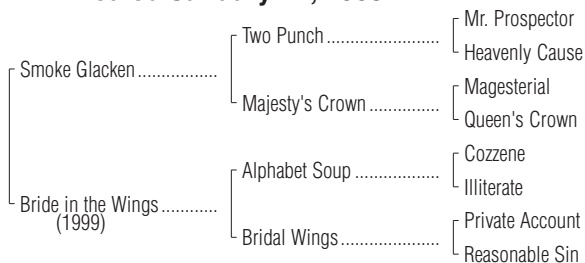 Mr. Prospector
Two Punch
Heavenly Cause
Smoke Glacken
Magesterial
Majesty's Crown
Queen's Crown
Cozzene
Alphabet Soup
Illiterate
Bride in the Wings
(1999)
Private Account
Bridal Wings
Reasonable Sin